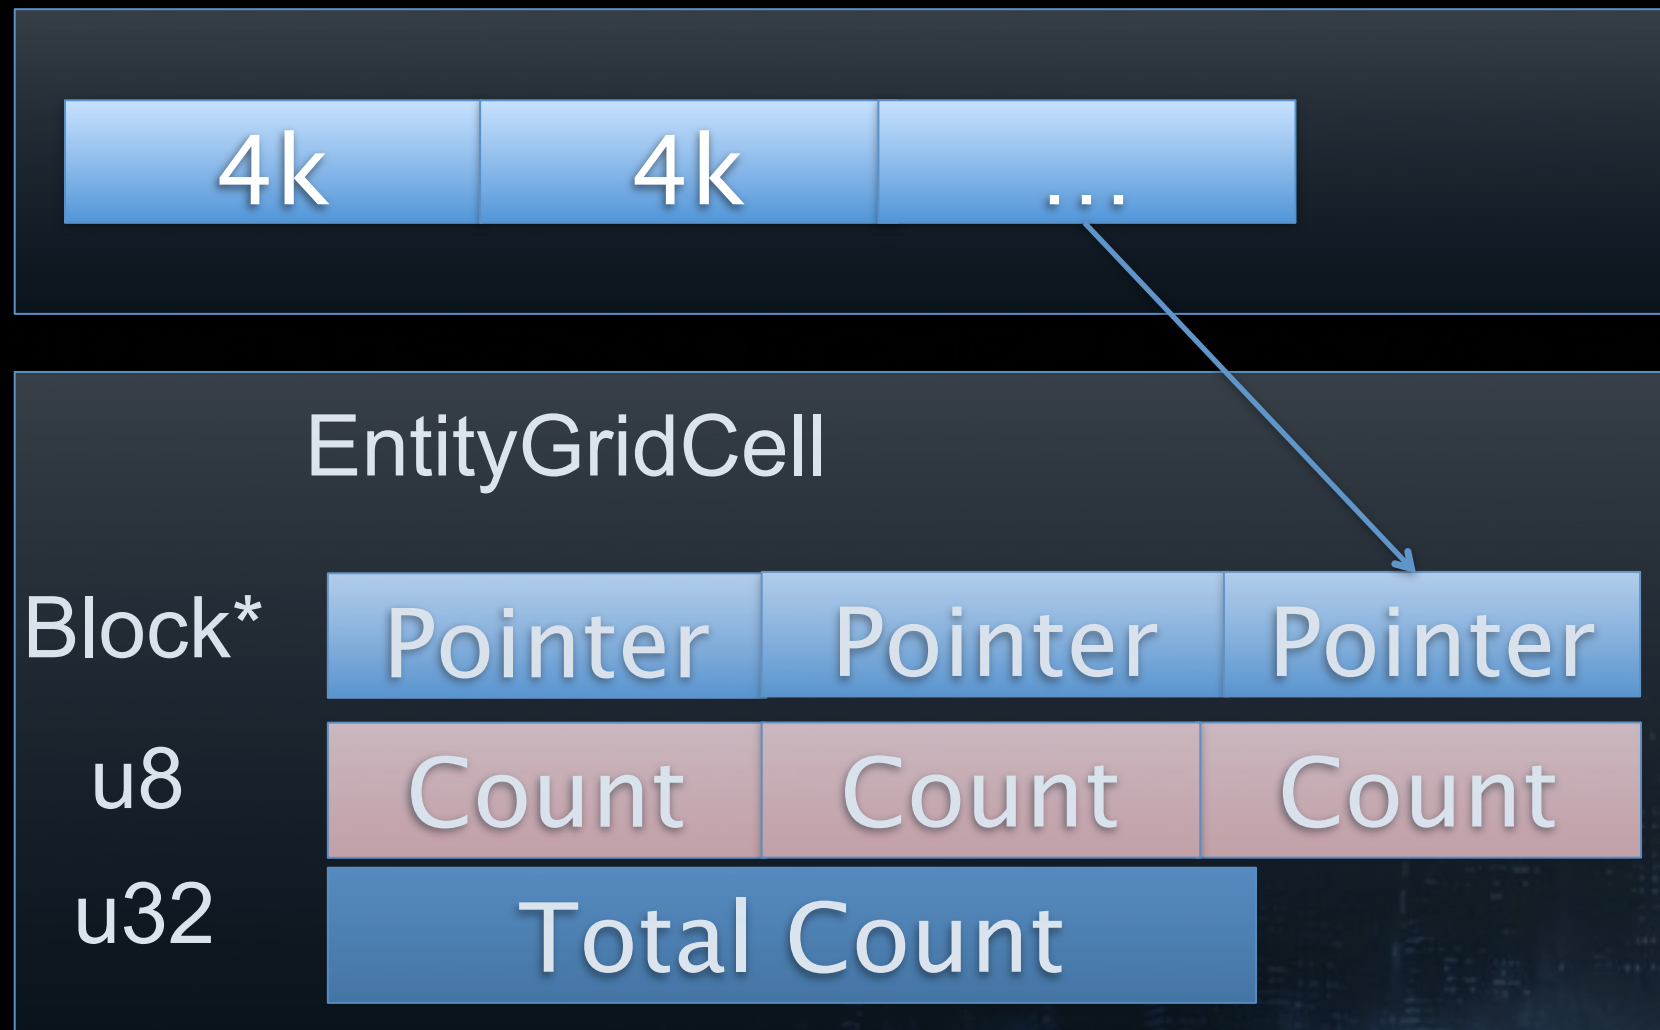 4k 4k ...
EntityGridCell
Block* Pointer Pointer Pointer
u8 Count Count Count
u32 Total Count